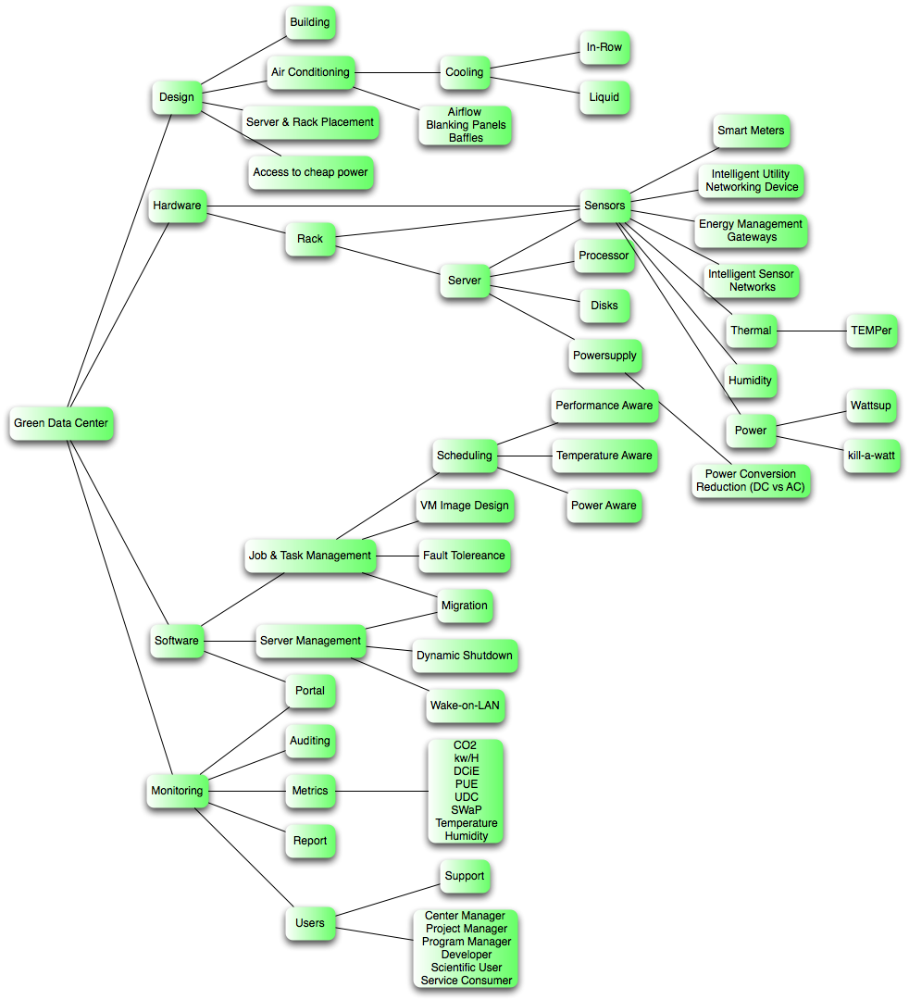 Building
In-Row
Air Conditioning
Cooling
Design
Liquid
Server & Rack Placement
Airflow
Blanking Panels
Baffles
Smart Meters
Access to cheap power
Intelligent Utility
Networking Device
Hardware
Sensors
Energy Management
Gateways
Rack
Processor
Server
Intelligent Sensor
Networks
Disks
Thermal
TEMPer
Powersupply
Humidity
Performance Aware
Wattsup
Green Data Center
Power
Scheduling
Temperature Aware
kill-a-watt
Power Conversion
Reduction (DC vs AC)
VM Image Design
Power Aware
Job & Task Management
Fault Tolereance
Migration
Software
Server Management
Dynamic Shutdown
Portal
Wake-on-LAN
Auditing
CO2
kw/H
DCiE
PUE
UDC
SWaP
Temperature
Humidity
Monitoring
Metrics
Report
Support
Users
Center Manager
Project Manager
Program Manager
Developer
Scientific User
Service Consumer